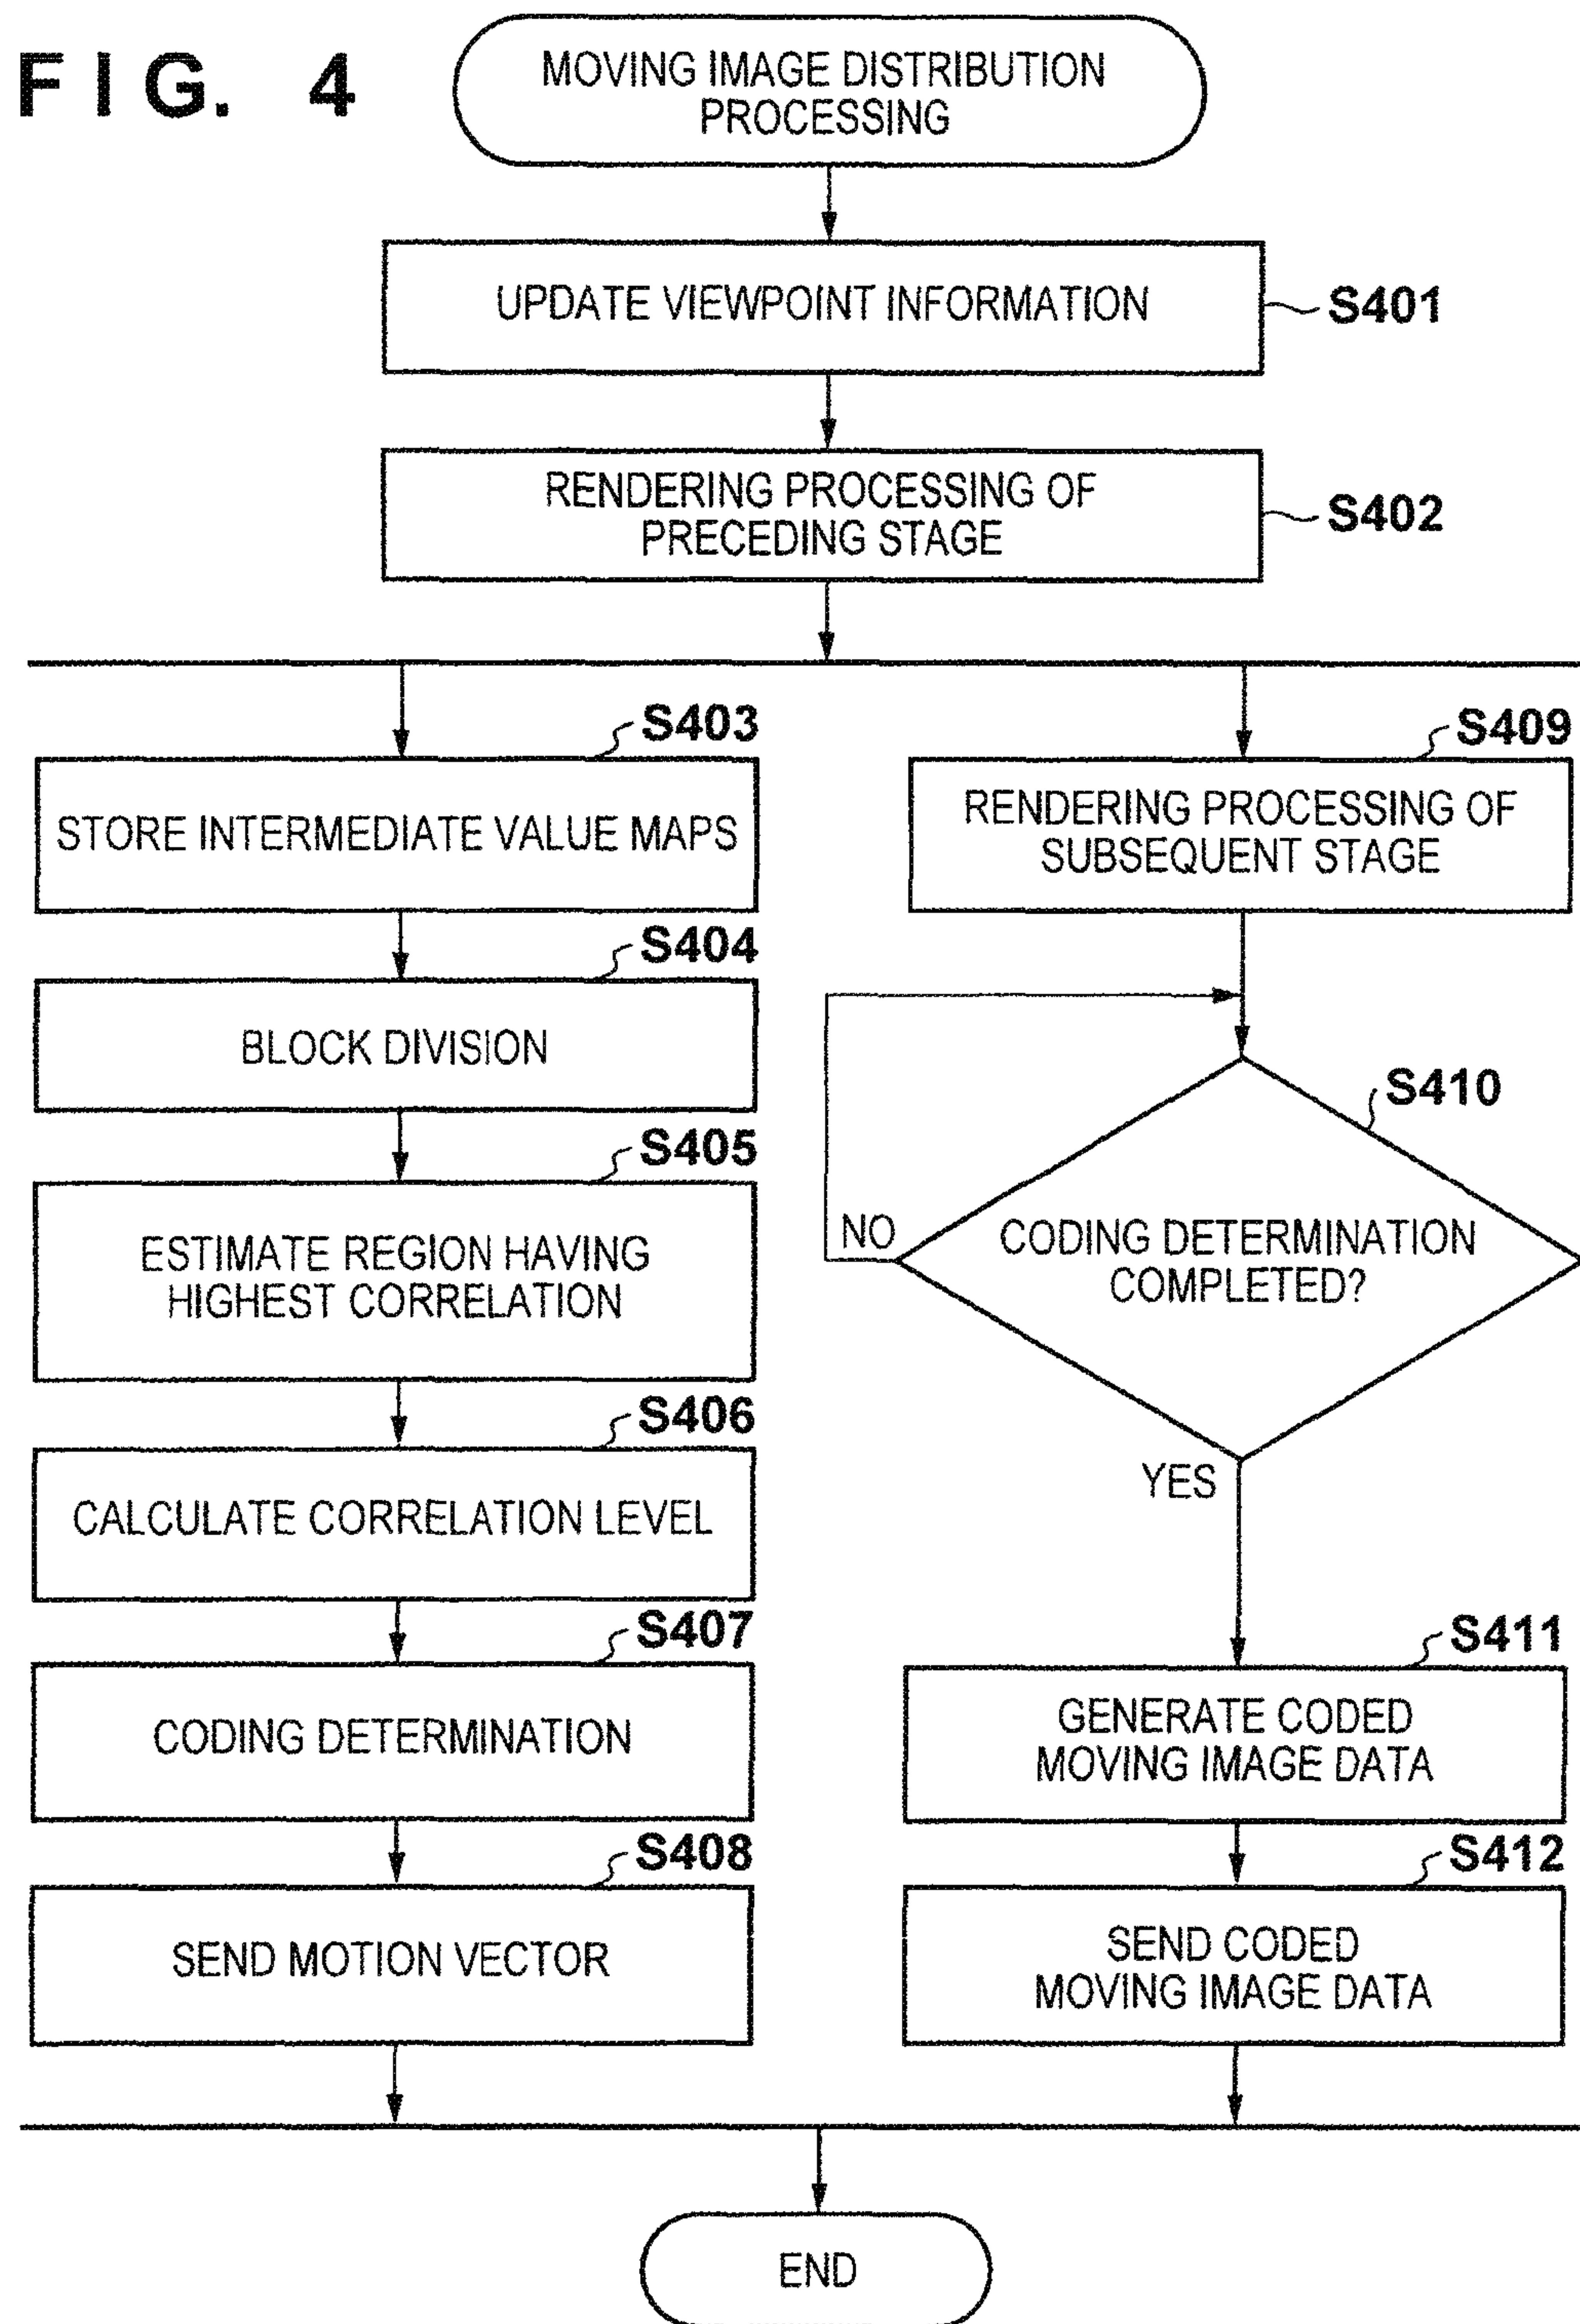 FIG. 4
MOVING IMAGE DISTRIBUTION
PROCESSING
UPDATE VIEWPOINT INFORMATION
S401
RENDERING PROCESSING OF
PRECEDING STAGE
S402
S403
STORE INTERMEDIATE VALUE MAPS
S404
BLOCK DIVISION
S405
ESTIMATE REGION HAVING
HIGHEST CORRELATION
S406
CALCULATE CORRELATION LEVEL
S407
CODING DETERMINATION
S408
SEND MOTION VECTOR
S409
RENDERING PROCESSING OF
SUBSEQUENT STAGE
S410
NO
CODING DETERMINATION
COMPLETED?
YES
S411
GENERATE CODED
MOVING IMAGE DATA
S412
SEND CODED
MOVING IMAGE DATA
END